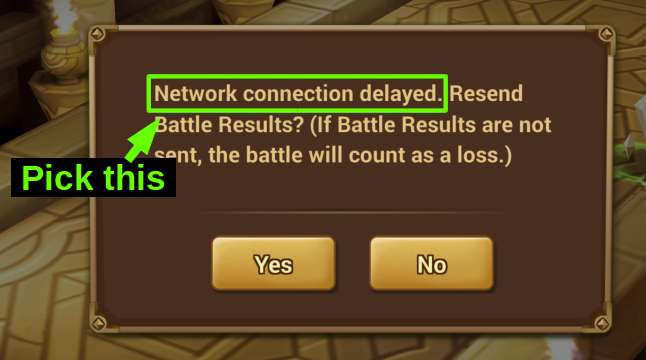 Network connection delayed. Resend
Battle Results? (If Battle Results are not
sent, the battle will count as a loss.)
Pick this
Yes
No